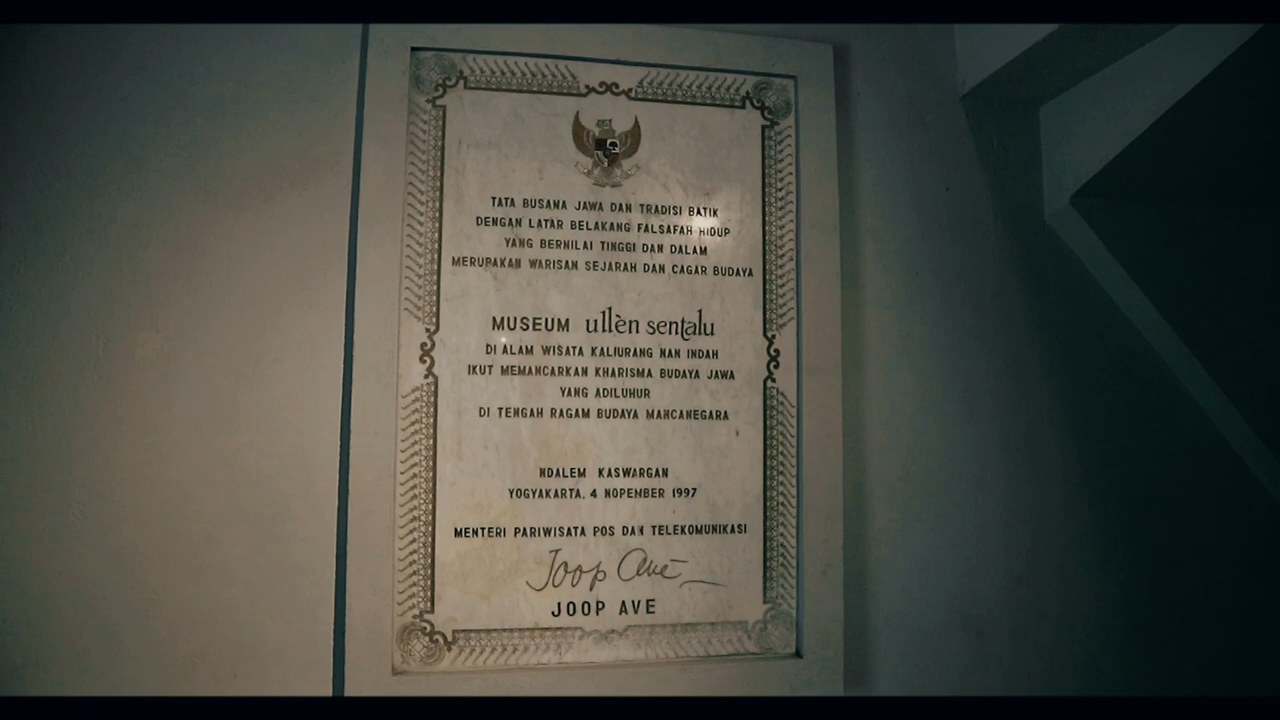 TATA BUSANA JAWA DAN TRADISI BATIK
DENGAN LATAR BELAKANG FALSAFAH HIDUP
YANG BERNILAI TINGGI DAN DALAM
MERUPAKAN WARISAN SEJARAH DAN CAGAR BUDAYA
MUSEUM ullèn sentalu
DI ALAM WISATA KALIURANG NAN INDAH
IKUT MEMANCARKAN KHARISMA BUDAYA JAWA
YANG ADILUHUR
DI TENGAH RAGAM BUDAYA MANCANEGARA
NDALEM KASWARGAN
YOGYAKARTA, 4 NOPEMBER 1997
MENTERI PARIWISATA POS DAN TELEKOMUNIKASI
Joop Ave
JOOP AVE